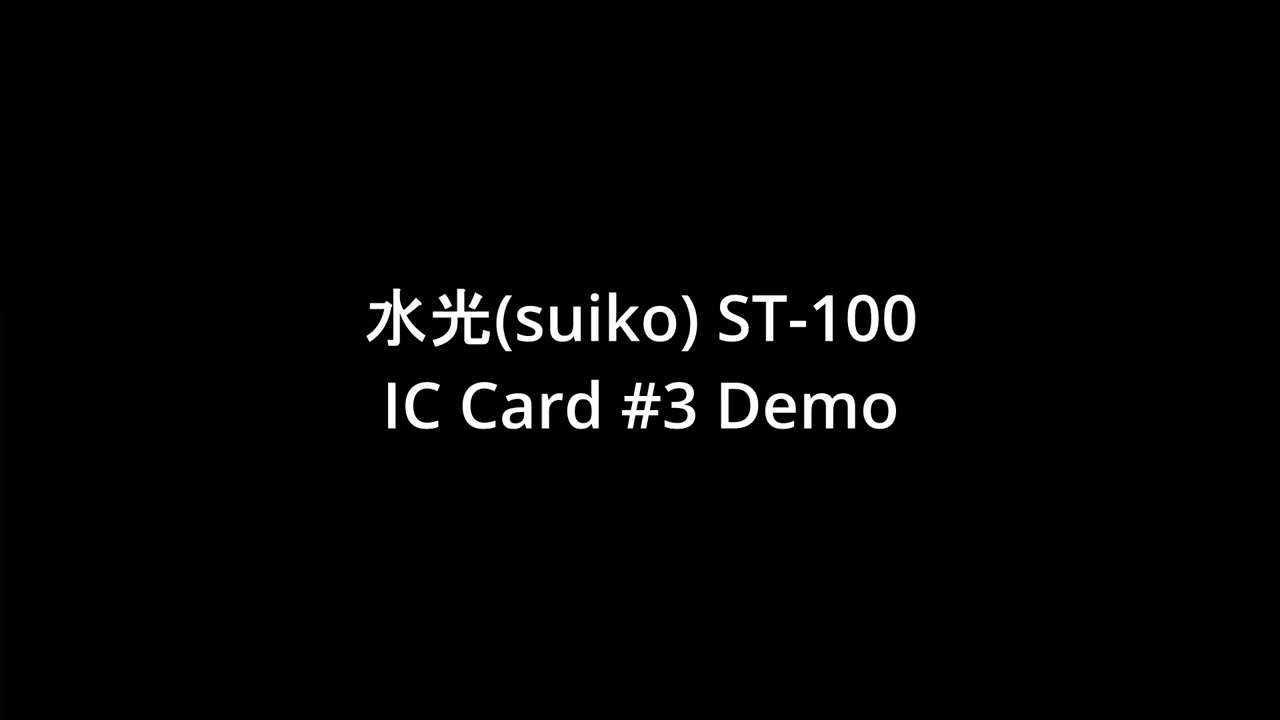 水光(suiko) ST-100
IC Card #3 Demo